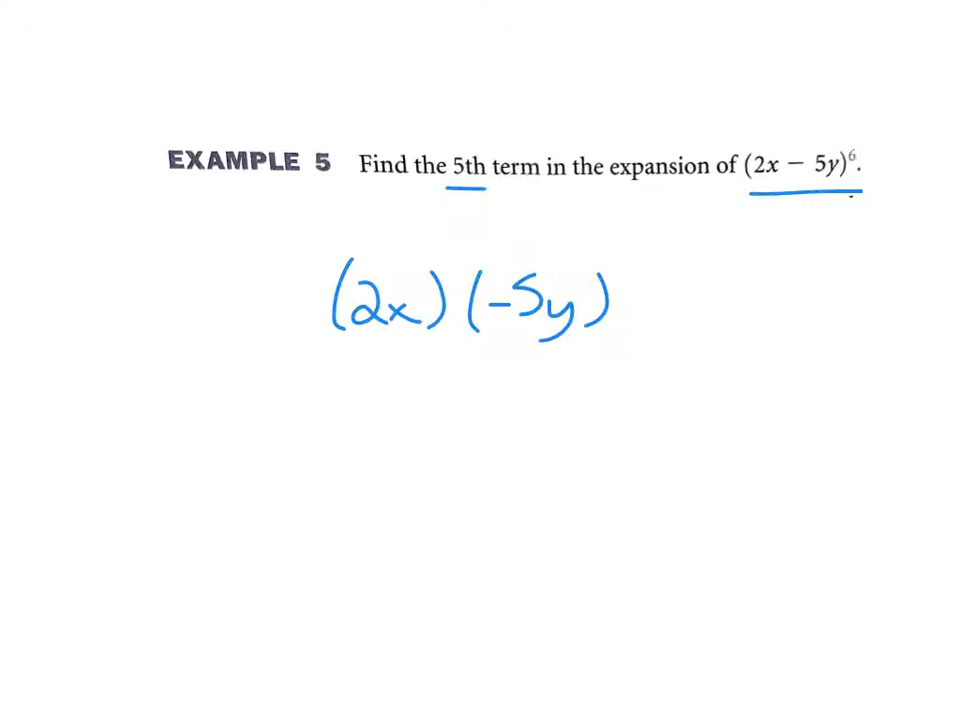 EXAMPLE 5 Find the 5th term in the expansion of (2x − 5y)⁶.
(2x)(-5y)